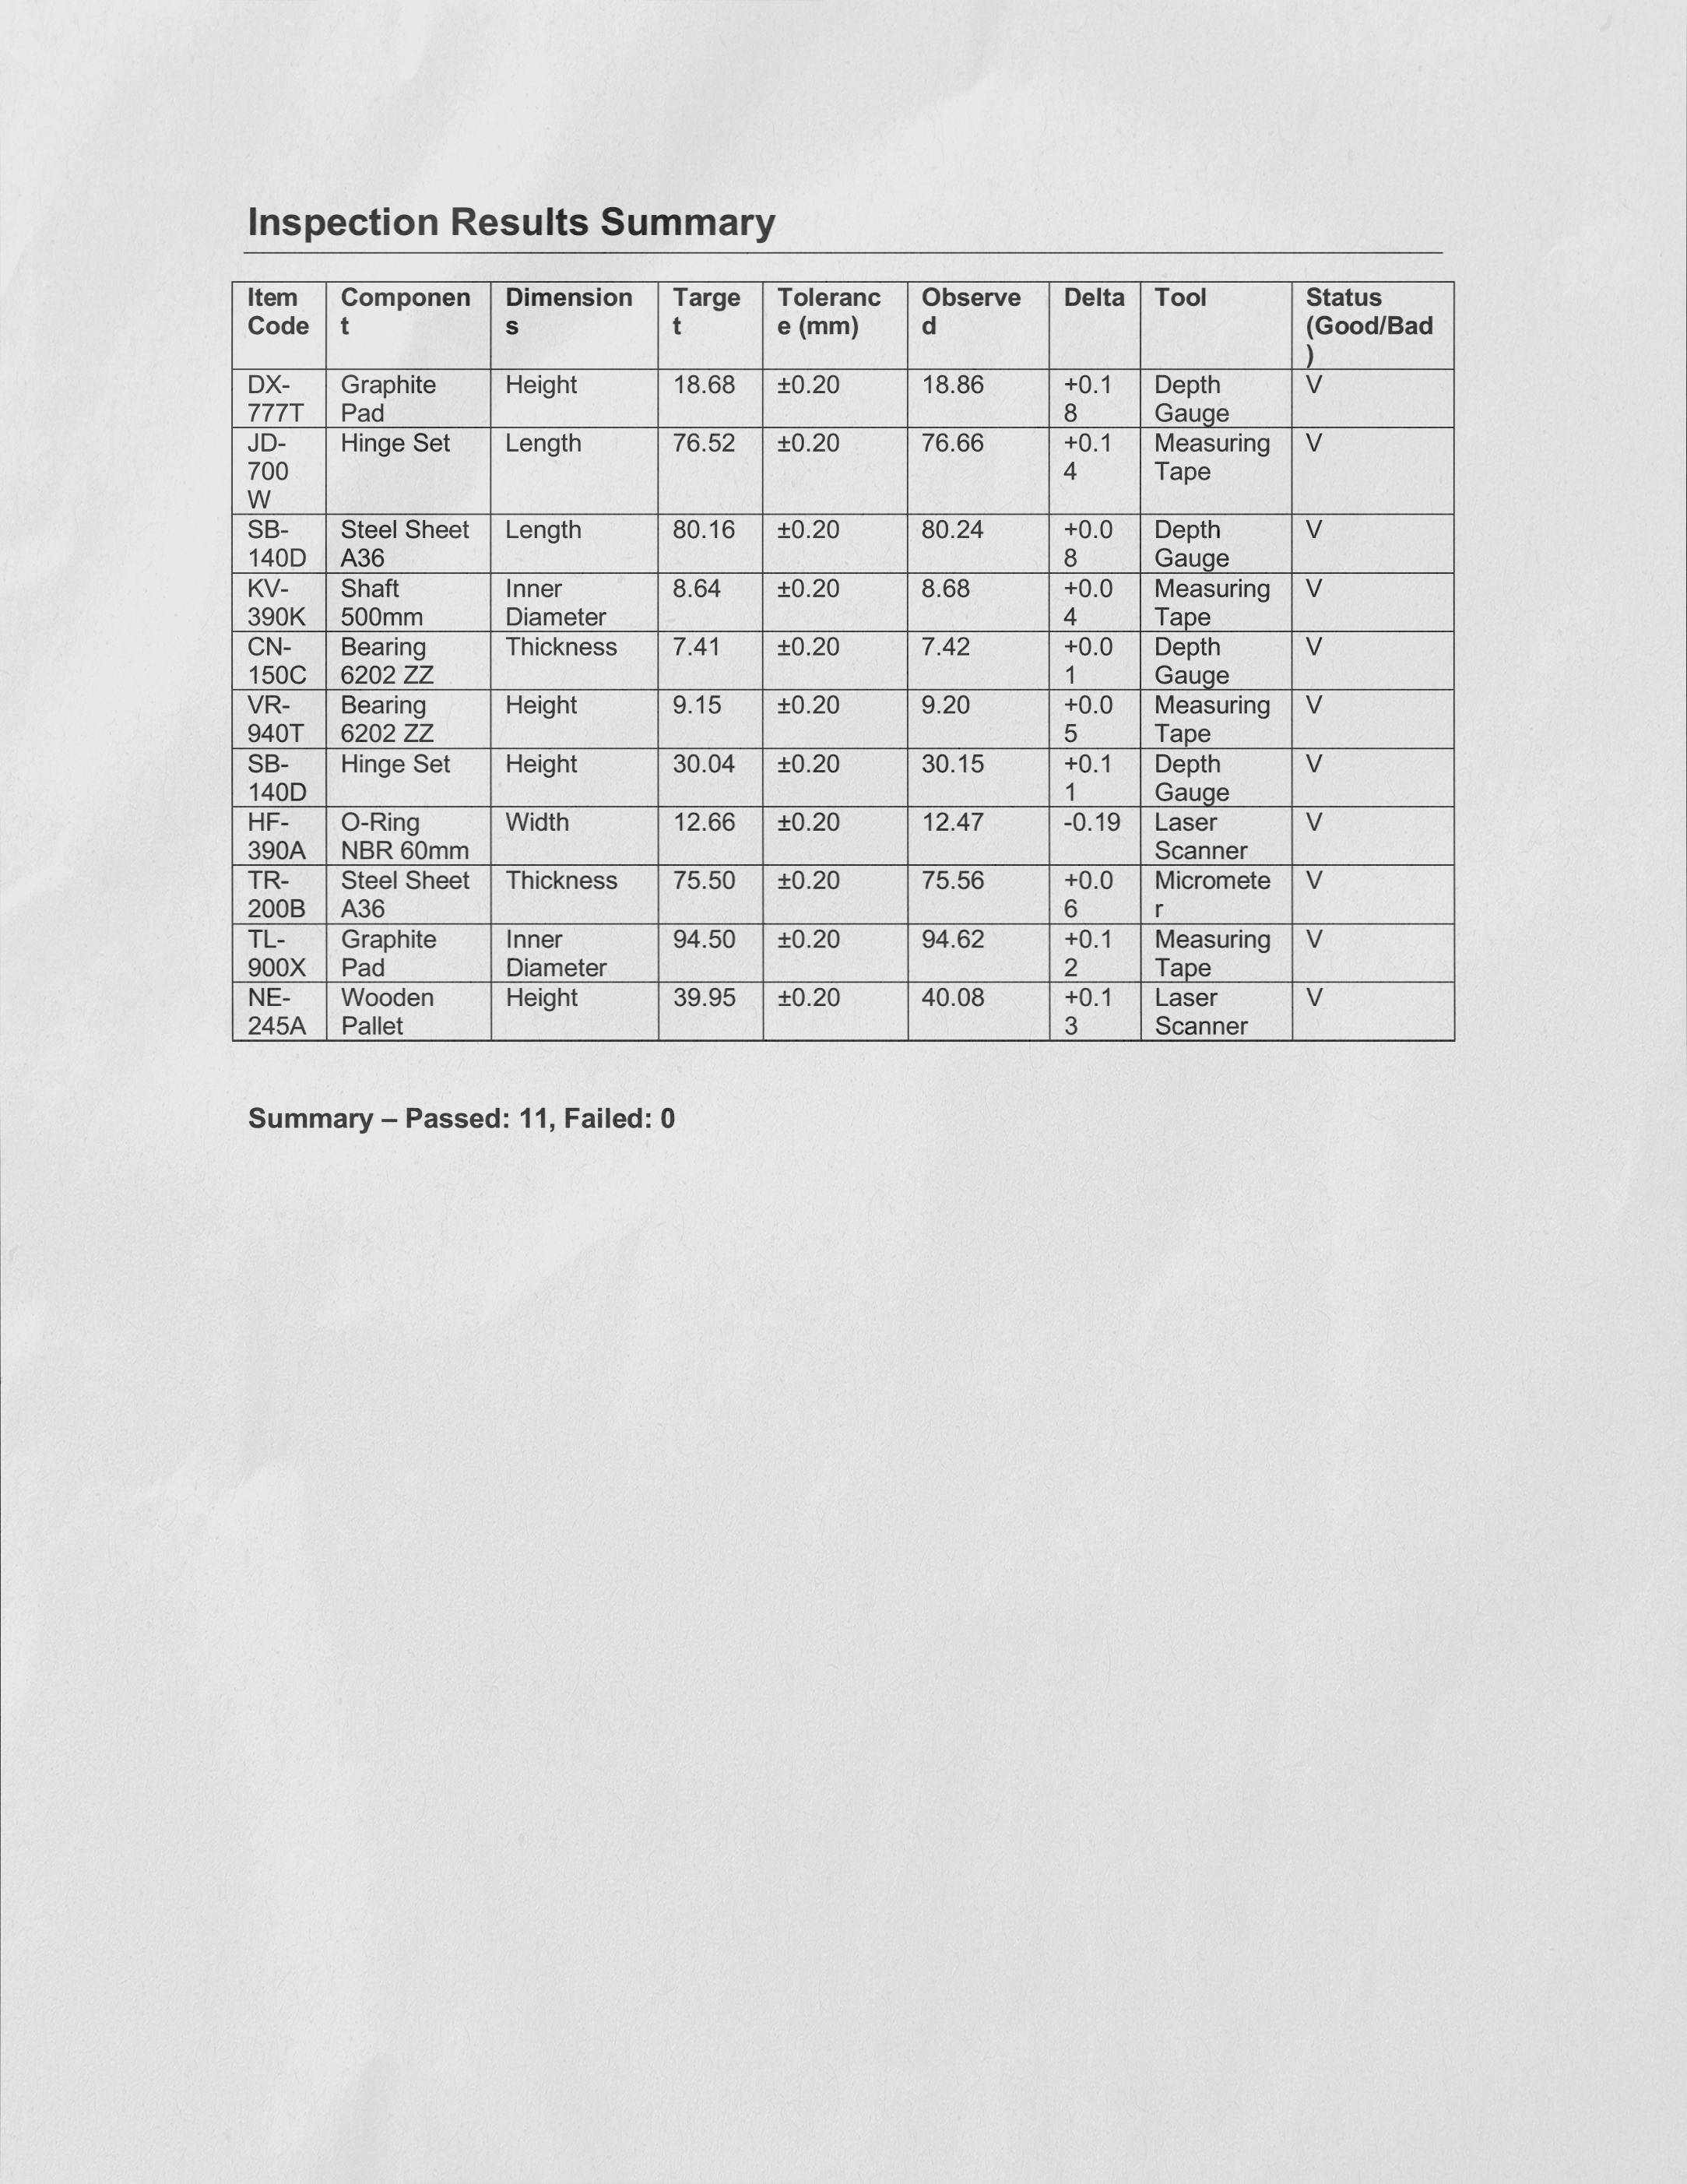 Inspection Results Summary
Item Code | Component | Dimensions | Target | Tolerance (mm) | Observed | Delta | Tool | Status (Good/Bad)
DX-777T | Graphite Pad | Height | 18.68 | ±0.20 | 18.86 | +0.18 | Depth Gauge | V
JD-700W | Hinge Set | Length | 76.52 | ±0.20 | 76.66 | +0.14 | Measuring Tape | V
SB-140D | Steel Sheet A36 | Length | 80.16 | ±0.20 | 80.24 | +0.08 | Depth Gauge | V
KV-390K | Shaft 500mm | Inner Diameter | 8.64 | ±0.20 | 8.68 | +0.04 | Measuring Tape | V
CN-150C | Bearing 6202 ZZ | Thickness | 7.41 | ±0.20 | 7.42 | +0.01 | Depth Gauge | V
VR-940T | Bearing 6202 ZZ | Height | 9.15 | ±0.20 | 9.20 | +0.05 | Measuring Tape | V
SB-140D | Hinge Set | Height | 30.04 | ±0.20 | 30.15 | +0.11 | Depth Gauge | V
HF-390A | O-Ring NBR 60mm | Width | 12.66 | ±0.20 | 12.47 | -0.19 | Laser Scanner | V
TR-200B | Steel Sheet A36 | Thickness | 75.50 | ±0.20 | 75.56 | +0.06 | Micrometer | V
TL-900X | Graphite Pad | Inner Diameter | 94.50 | ±0.20 | 94.62 | +0.12 | Measuring Tape | V
NE-245A | Wooden Pallet | Height | 39.95 | ±0.20 | 40.08 | +0.13 | Laser Scanner | V
Summary – Passed: 11, Failed: 0